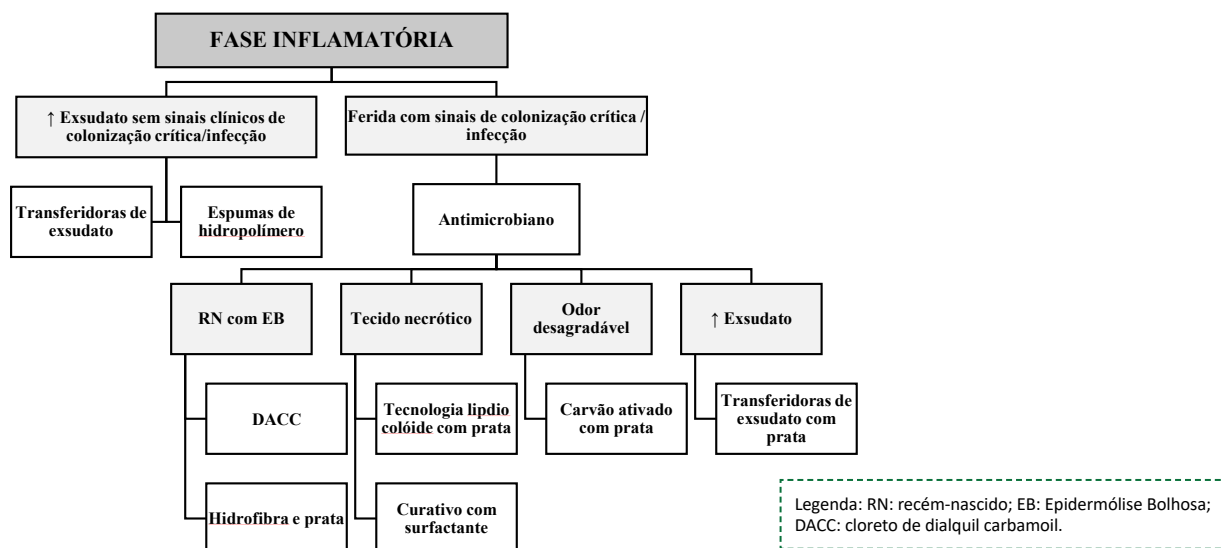 FASE INFLAMATÓRIA
↑ Exsudato sem sinais clínicos de
colonização crítica/infecção
Ferida com sinais de colonização crítica /
infecção
Transferidoras de
exsudato
Espumas de
hidropolímero
Antimicrobiano
RN com EB
Tecido necrótico
Odor
desagradável
↑ Exsudato
DACC
Tecnologia lipdio
colóide com prata
Carvão ativado
com prata
Transferidoras de
exsudato com
prata
Hidrofibra e prata
Curativo com
surfactante
Legenda: RN: recém-nascido; EB: Epidermólise Bolhosa;
DACC: cloreto de dialquil carbamoil.